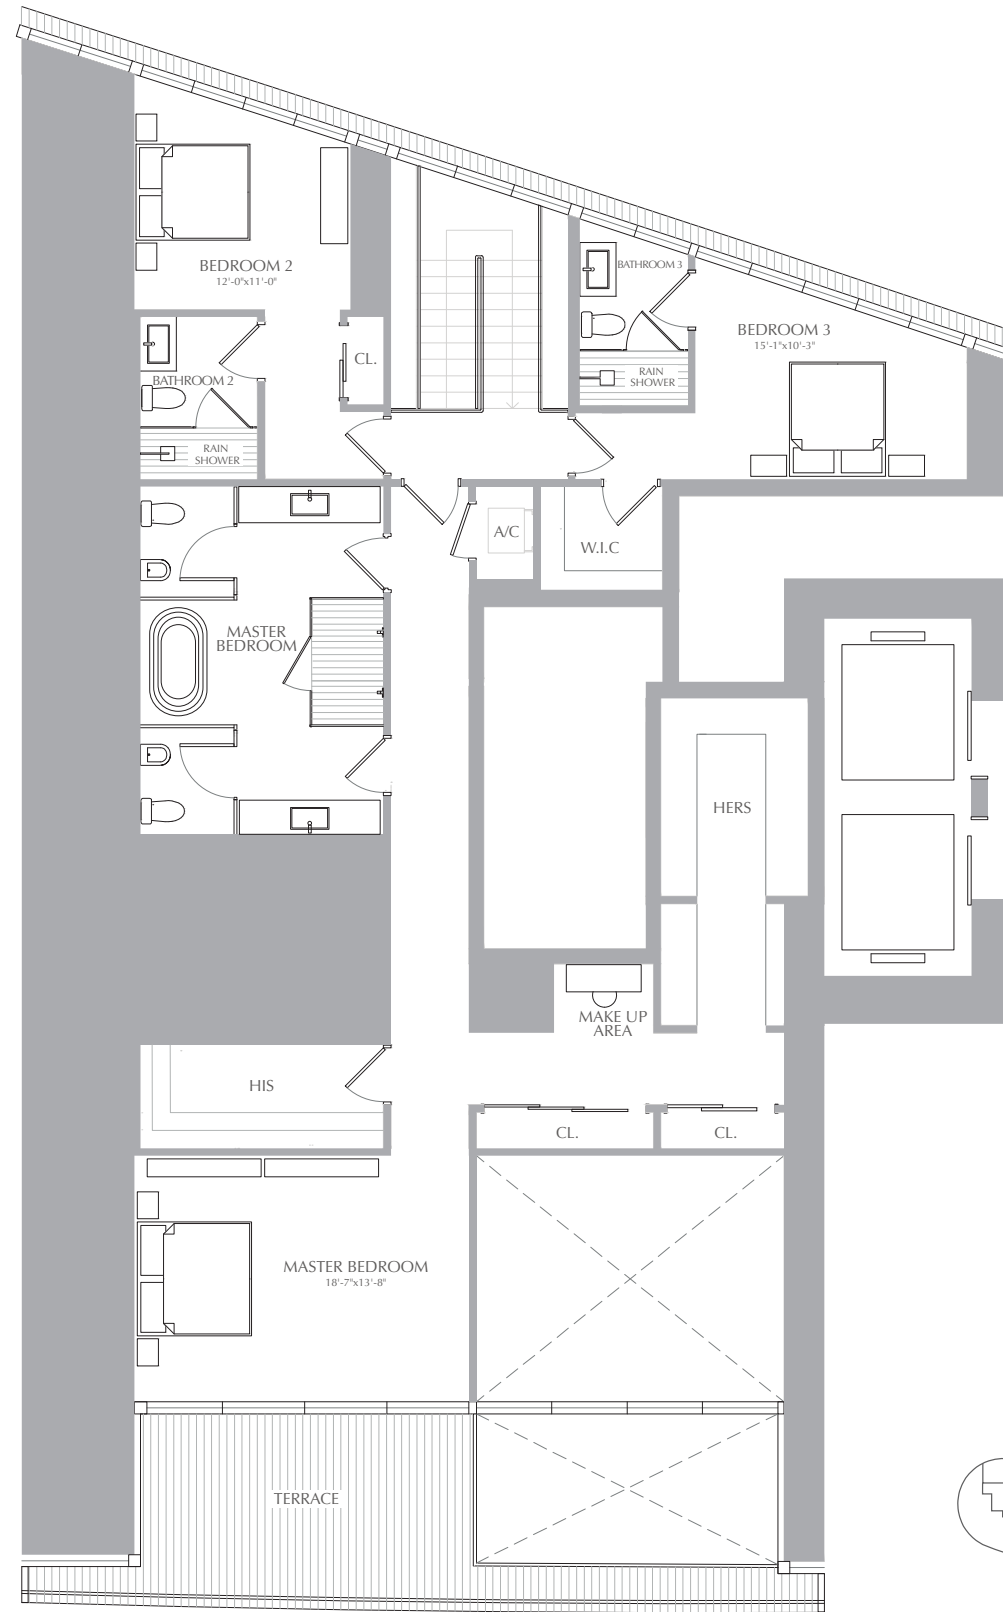 BEDROOM 2
12'-0"x11'-0"
BATHROOM 3
BEDROOM 3
15'-1"x10'-3"
CL.
RAIN
SHOWER
BATHROOM 2
RAIN
SHOWER
A/C
W.I.C
MASTER
BEDROOM
HERS
MAKE UP
AREA
HIS
CL.
CL.
MASTER BEDROOM
18'-7"x13'-8"
TERRACE